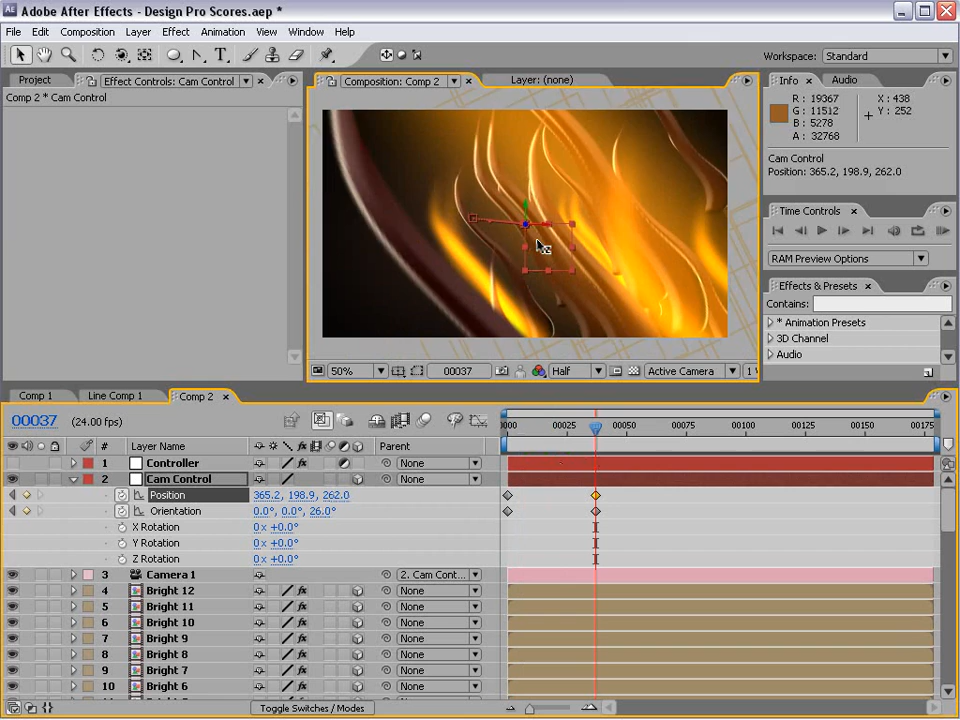 Adobe After Effects - Design Pro Scores.aep *
File Edit Composition Layer Effect Animation View Window Help
Workspace: Standard
Project Effect Controls: Cam Control
Comp 2 * Cam Control
Composition: Comp 2 Layer: (none)
Info Audio
R : 19367
G : 11512
B : 5278
A : 32768
X : 438
Y : 252
Cam Control
Position: 365.2, 198.9, 262.0
Time Controls
RAM Preview Options
Effects & Presets
Contains:
* Animation Presets
3D Channel
Audio
50% 00037 Half Active Camera 1
Comp 1 Line Comp 1 Comp 2
00037 (24.00 fps)
00025 00050 00075 00100 00125 00150 00175
# Layer Name Parent
1 Controller None
2 Cam Control None
Position 365.2, 198.9, 262.0
Orientation 0.0°, 0.0°, 26.0°
X Rotation 0 x +0.0°
Y Rotation 0 x +0.0°
Z Rotation 0 x +0.0°
3 Camera 1 2. Cam Cont...
4 Bright 12 None
5 Bright 11 None
6 Bright 10 None
7 Bright 9 None
8 Bright 8 None
9 Bright 7 None
10 Bright 6 None
Toggle Switches / Modes